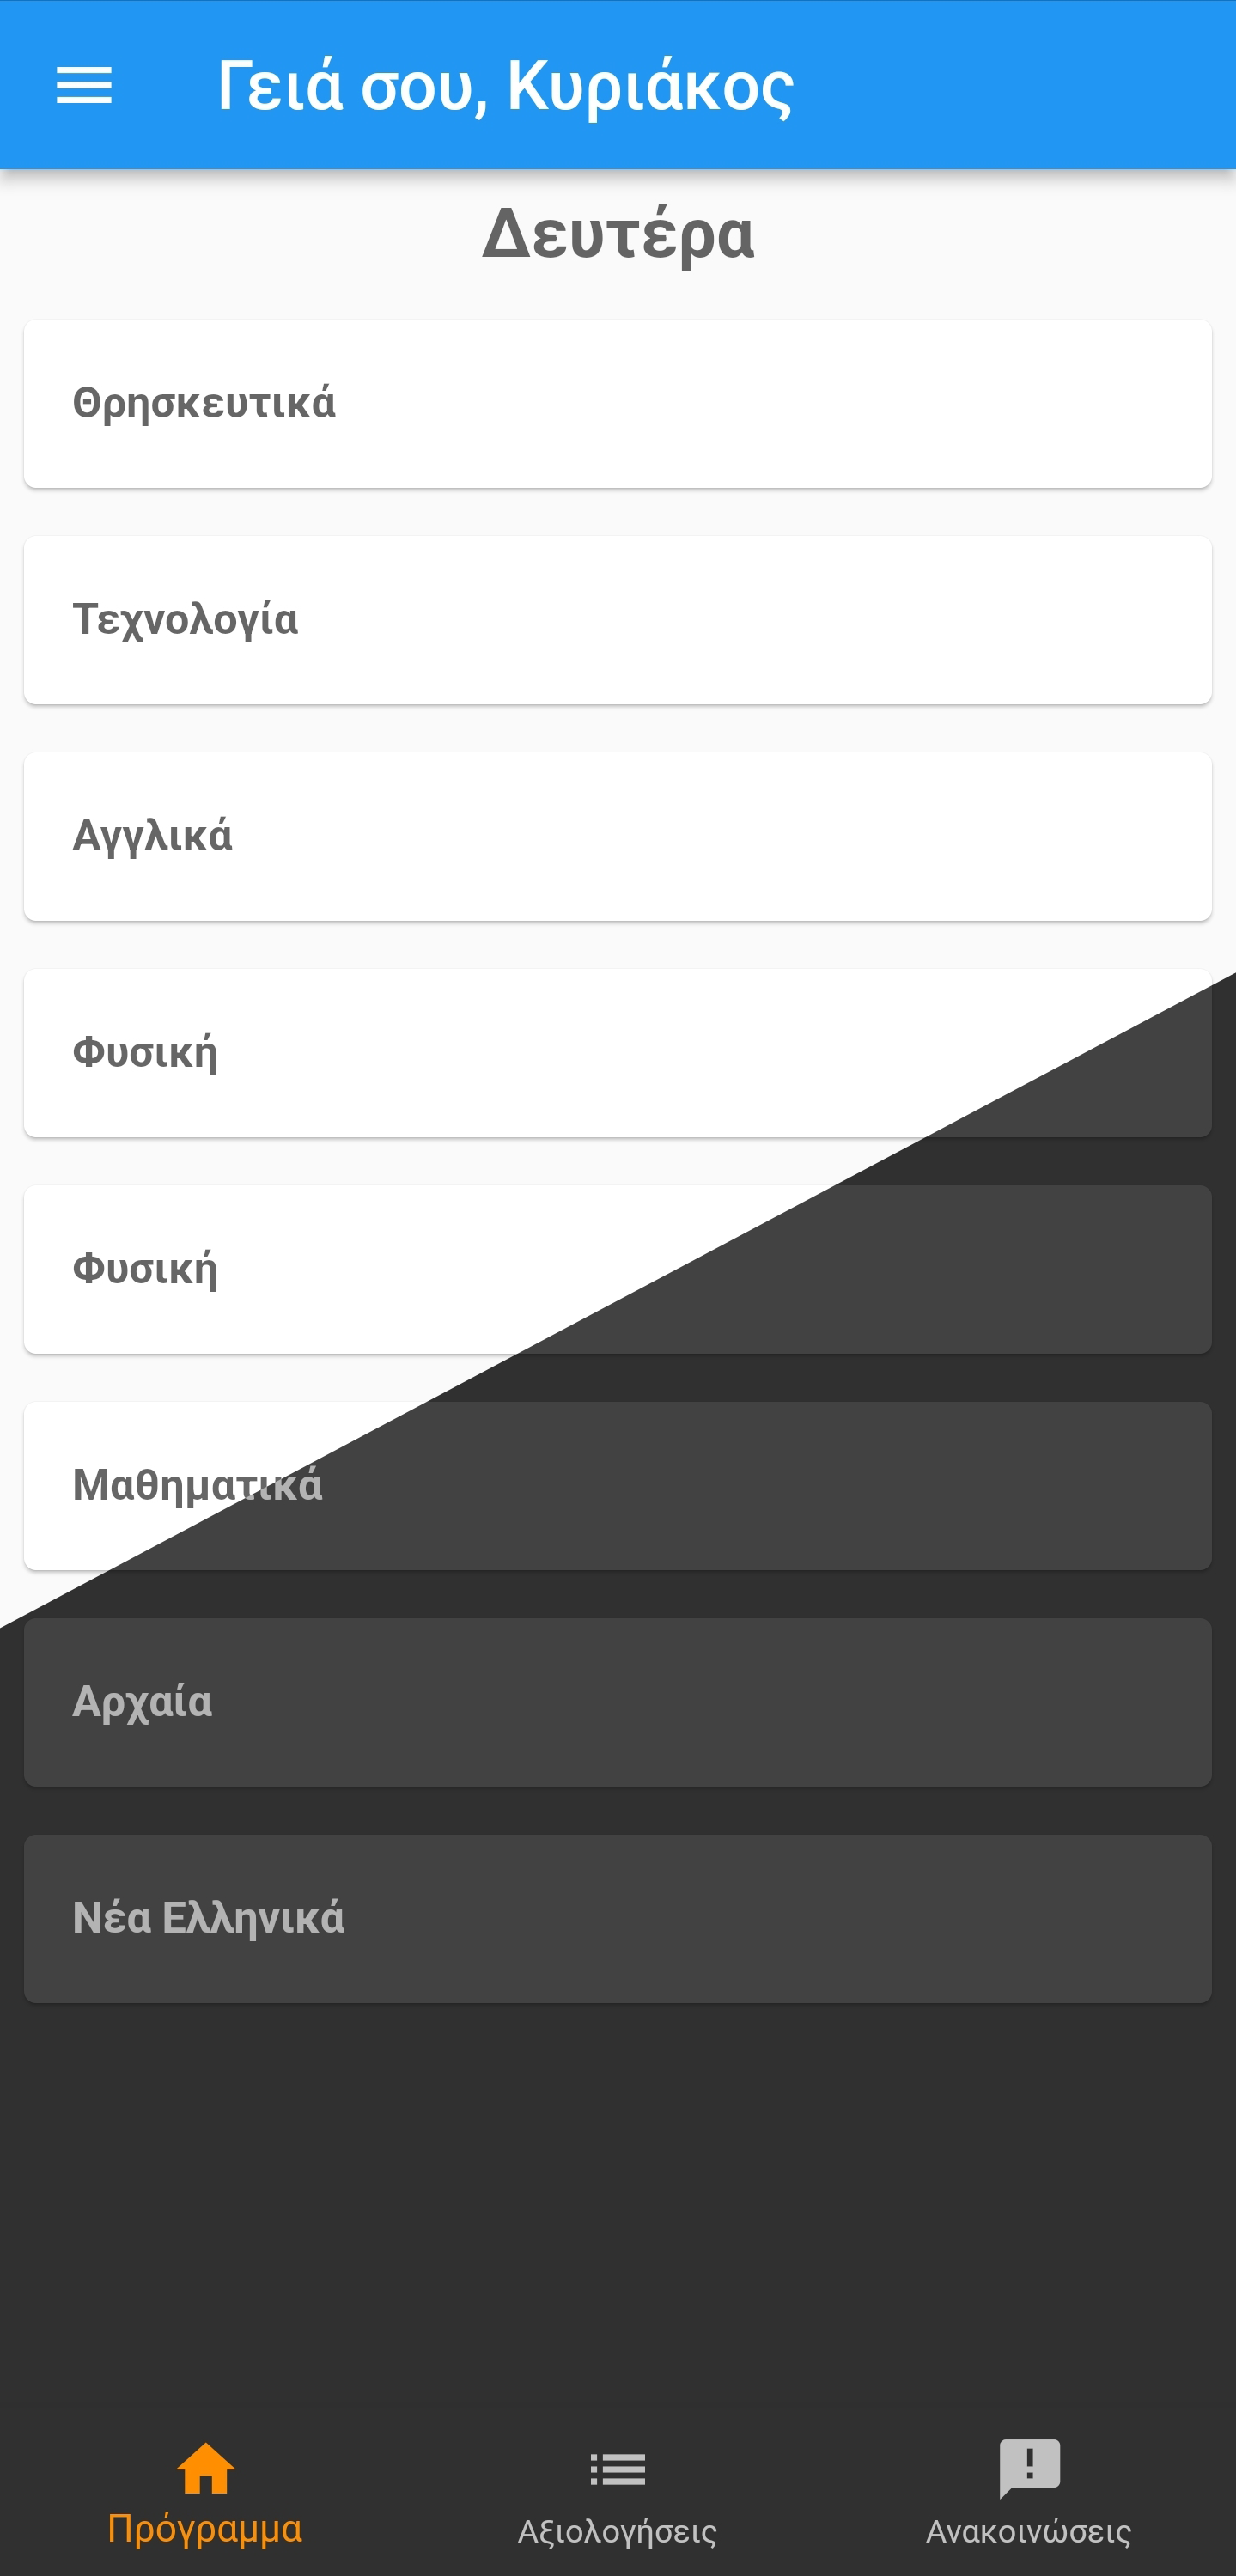 Γειά σου, Κυριάκος
Δευτέρα
Θρησκευτικά
Τεχνολογία
Αγγλικά
Φυσική
Φυσική
Μαθηματικά
Αρχαία
Νέα Ελληνικά
Πρόγραμμα
Αξιολογήσεις
Ανακοινώσεις